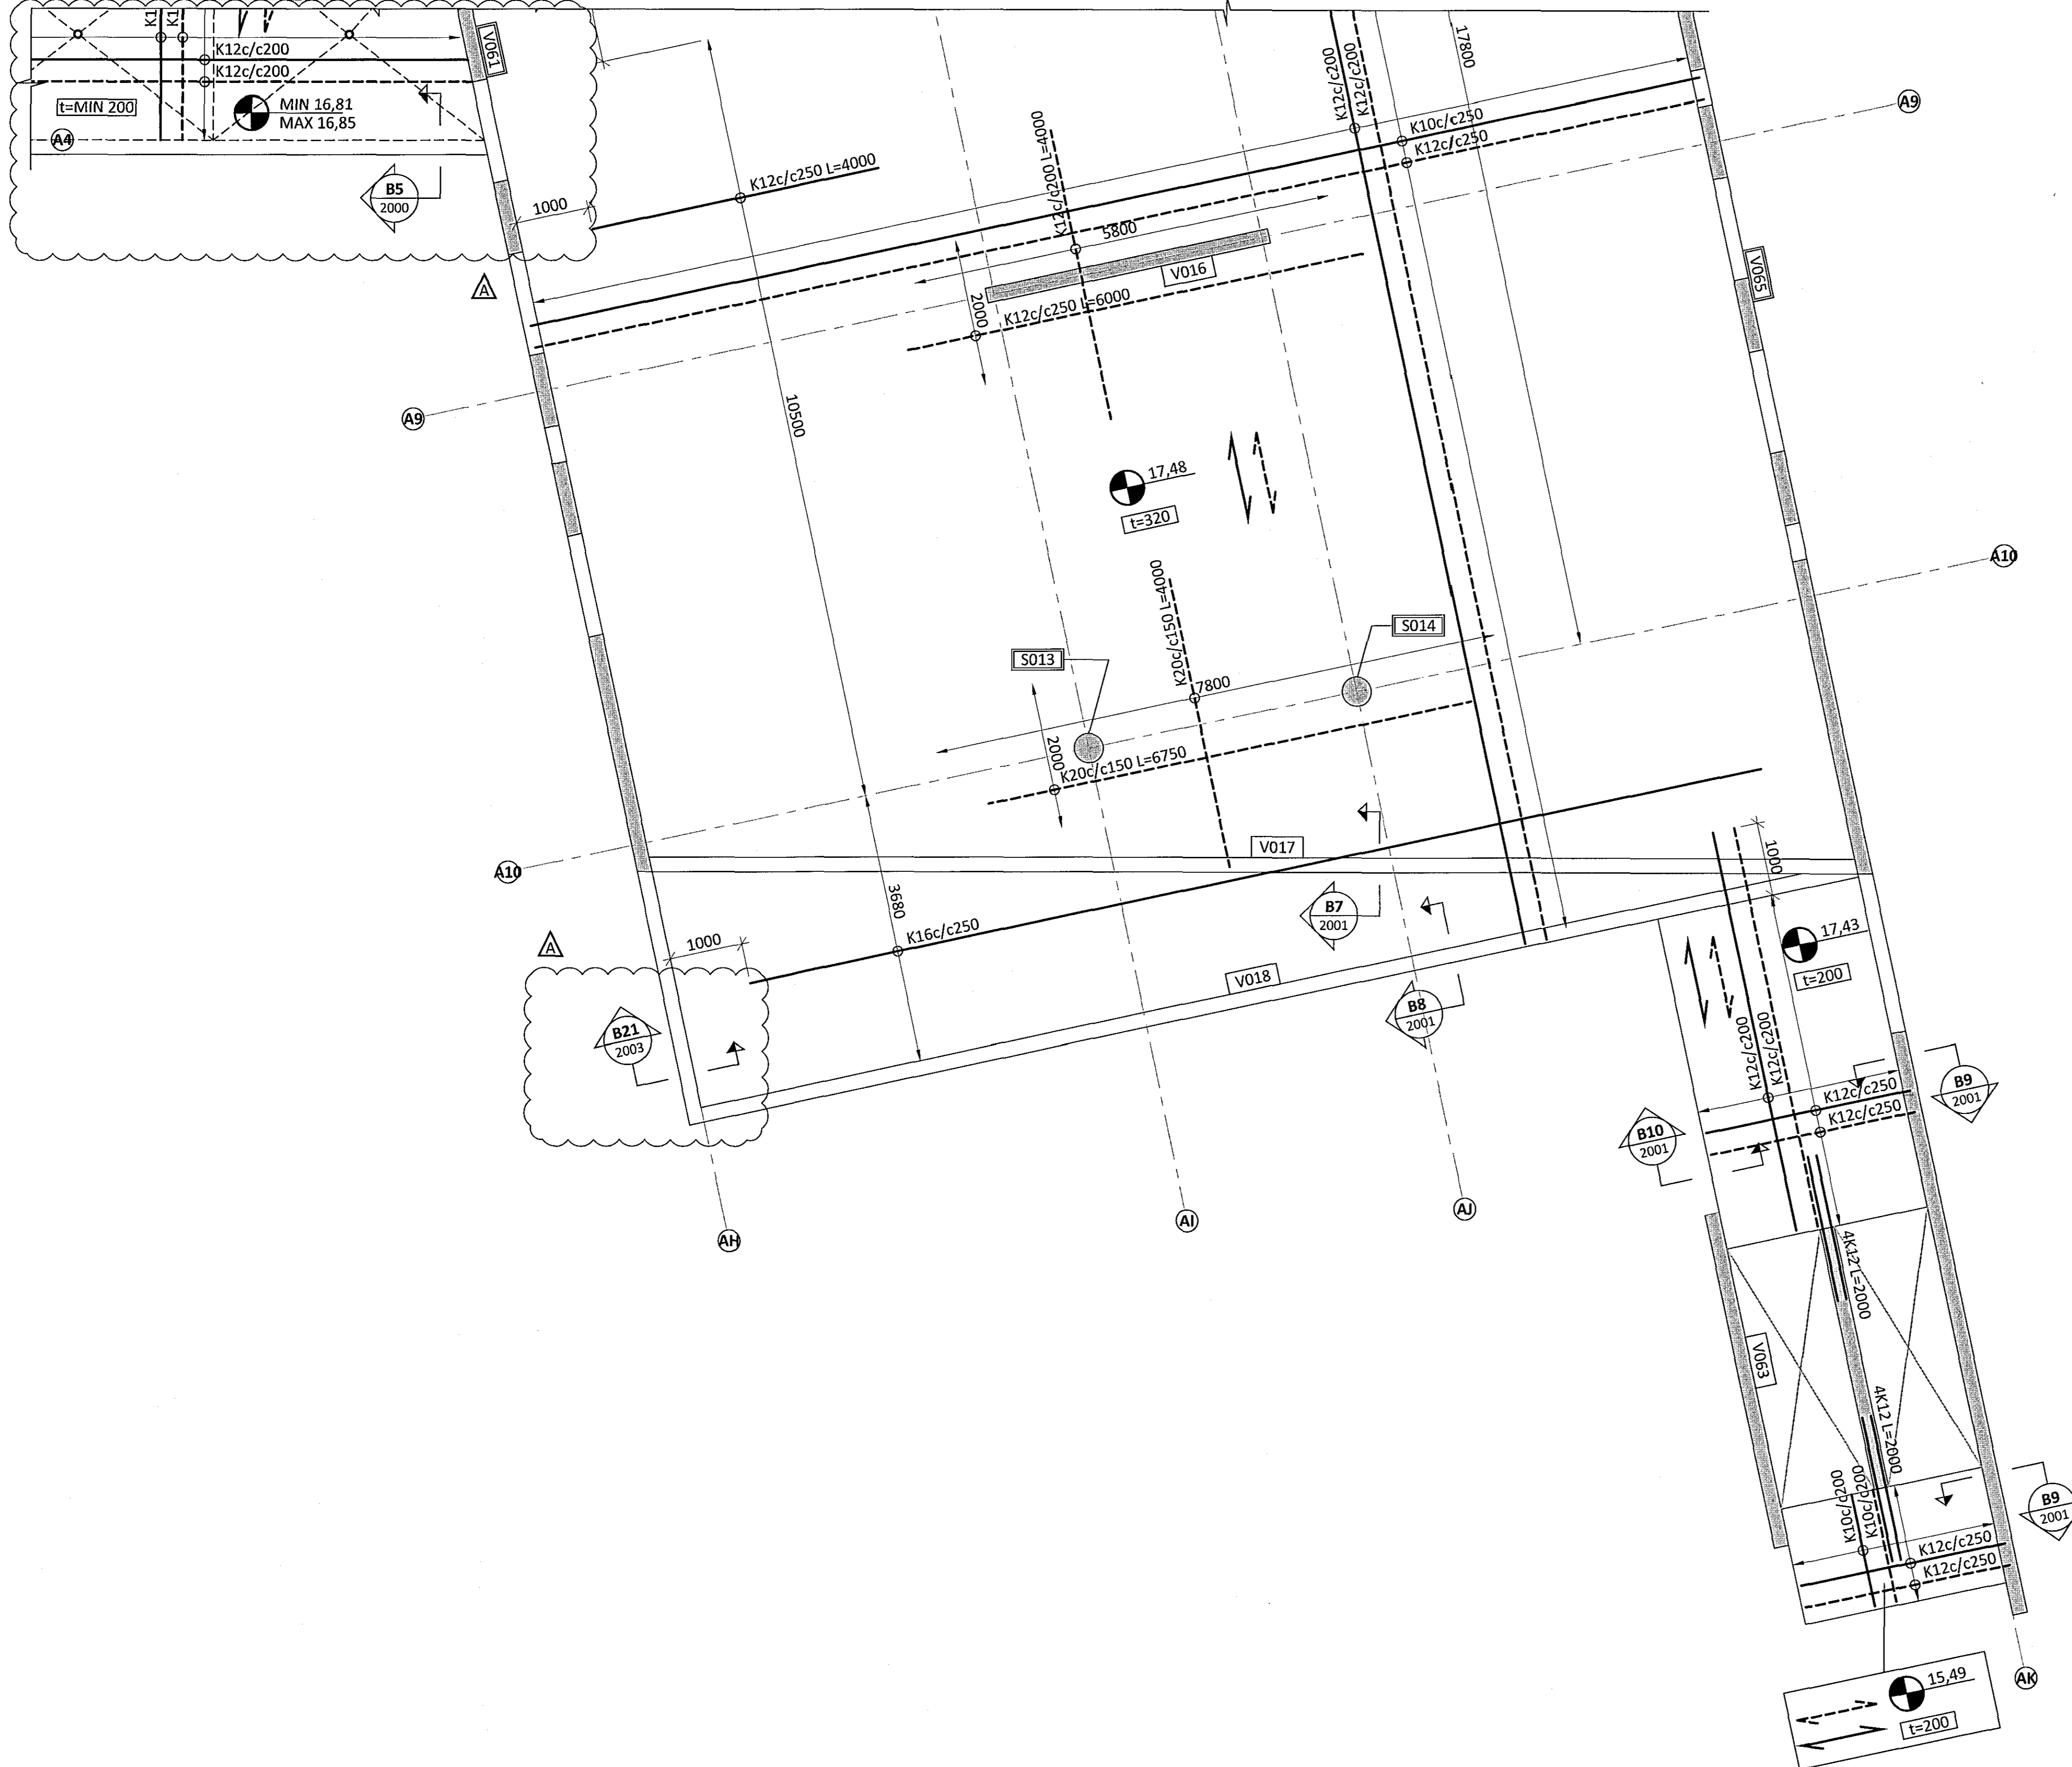 K1
K1
K12c/c200
K12c/c200
t=MIN 200
MIN 16,81
MAX 16,85
A4
V061
B5
2000
A
1000
K12c/c250 L=4000
K12c/c200 L=4000
K12c/c200
K12c/c200
17800
K10c/c250
K12c/c250
A9
5800
V016
2000
K12c/c250 L=6000
V065
A9
10500
17,48
t=320
A10
K20c/c150 L=4000
S014
S013
7800
2000
K20c/c150 L=6750
V017
A10
1000
3680
K16c/c250
B7
2001
A
1000
V018
B8
2001
17,43
t=200
B21
2003
K12c/c200
K12c/c200
K12c/c250
K12c/c250
B9
2001
B10
2001
AH
AI
AJ
4K12 L=2000
V063
4K12 L=2000
K10c/c200
K10c/c200
B9
2001
K12c/c250
K12c/c250
15,49
t=200
AK